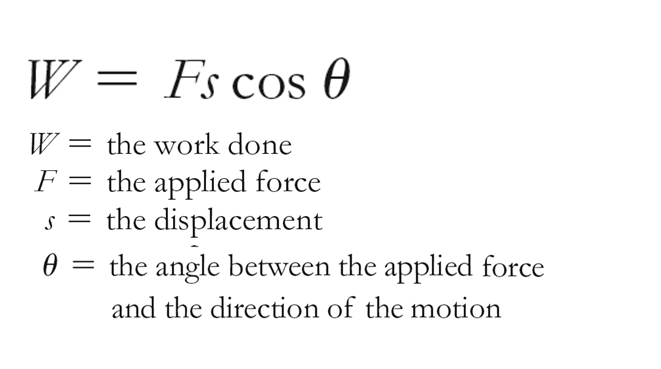 W = Fs cos θ
W = the work done
F = the applied force
s = the displacement
θ = the angle between the applied force
and the direction of the motion